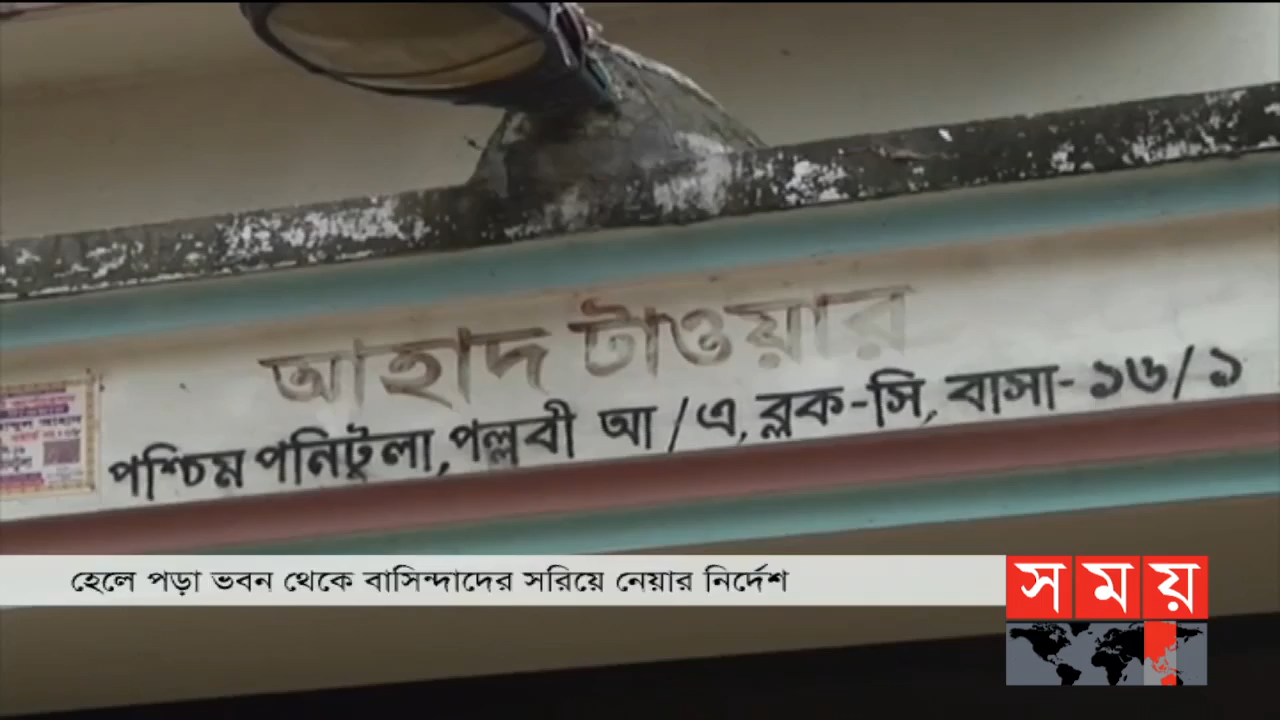 আহাদ টাওয়ার
পশ্চিম পনিটুলা, পল্লবী আ/এ, ব্লক-সি, বাসা- ১৬/১
হেলে পড়া ভবন থেকে বাসিন্দাদের সরিয়ে নেয়ার নির্দেশ
সময়